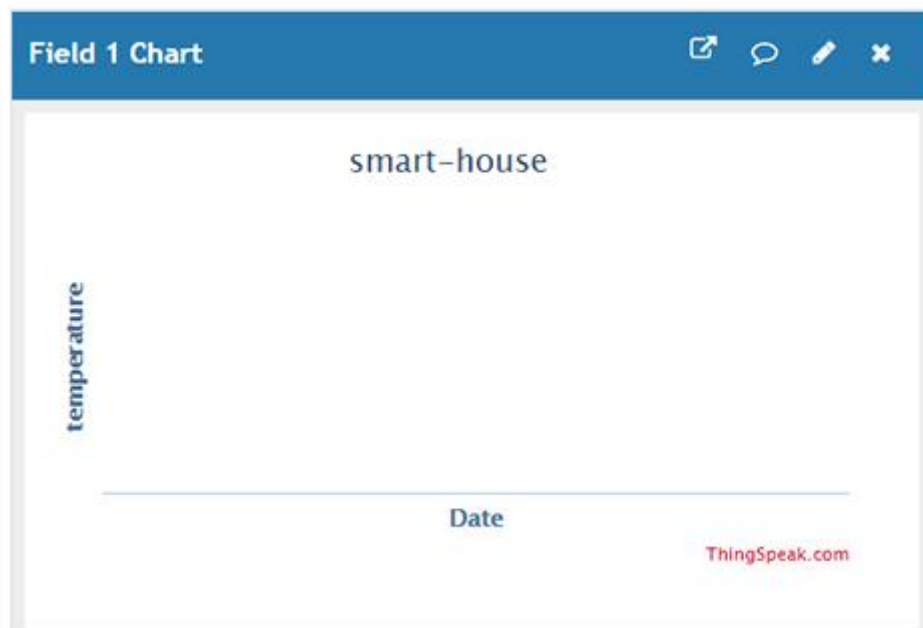 Field 1 Chart
smart-house
temperature
Date
ThingSpeak.com